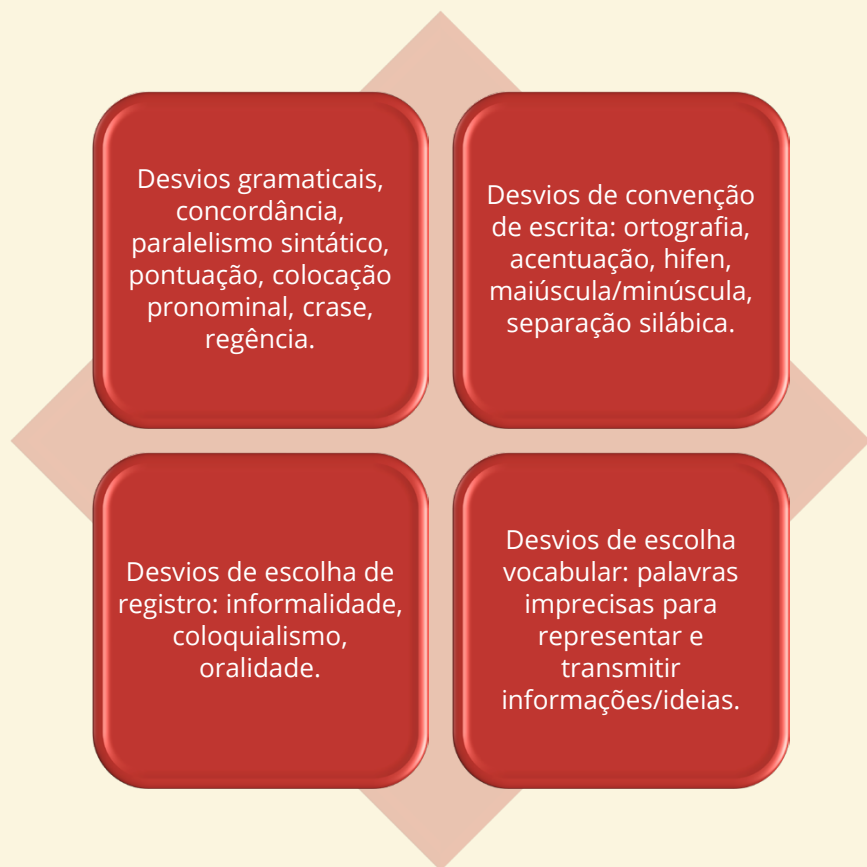 Desvios gramaticais,
concordância,
paralelismo sintático,
pontuação, colocação
pronominal, crase,
regência.
Desvios de convenção
de escrita: ortografia,
acentuação, hifen,
maiúscula/minúscula,
separação silábica.
Desvios de escolha de
registro: informalidade,
coloquialismo,
oralidade.
Desvios de escolha
vocabular: palavras
imprecisas para
representar e
transmitir
informações/ideias.